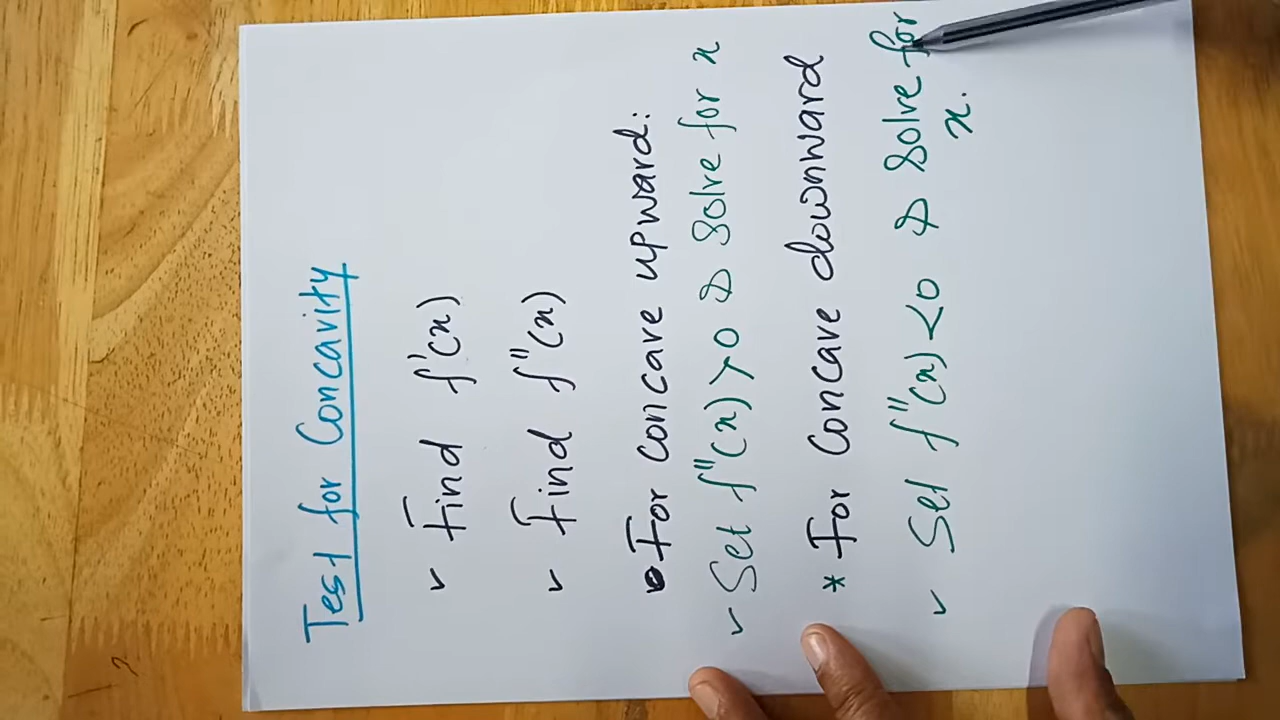 Test for Concavity
✓ Find f'(x)
✓ Find f''(x)
• For concave upward:
✓ Set f''(x) > 0 & Solve for x
* For Concave downward
✓ Set f''(x) < 0 & Solve for
x.